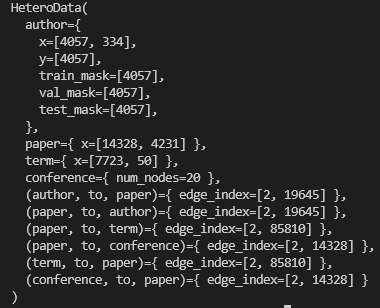 HeteroData(
  author={
    x=[4057, 334],
    y=[4057],
    train_mask=[4057],
    val_mask=[4057],
    test_mask=[4057],
  },
  paper={ x=[14328, 4231] },
  term={ x=[7723, 50] },
  conference={ num_nodes=20 },
  (author, to, paper)={ edge_index=[2, 19645] },
  (paper, to, author)={ edge_index=[2, 19645] },
  (paper, to, term)={ edge_index=[2, 85810] },
  (paper, to, conference)={ edge_index=[2, 14328] },
  (term, to, paper)={ edge_index=[2, 85810] },
  (conference, to, paper)={ edge_index=[2, 14328] }
)